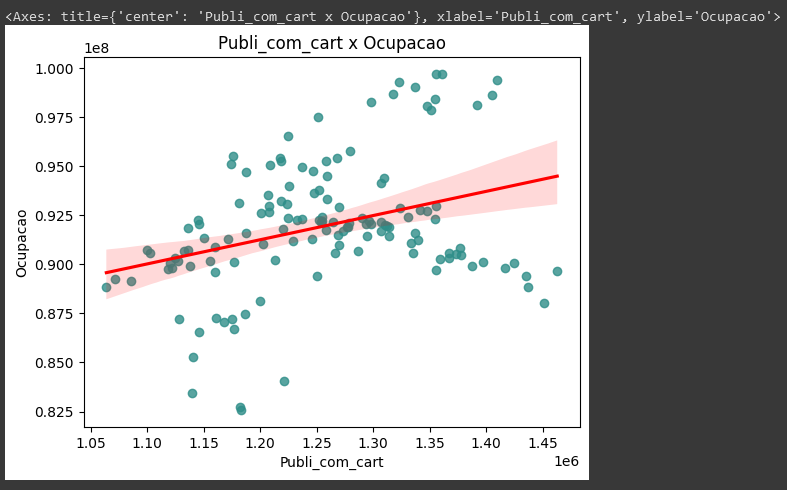 <Axes: title={'center': 'Publi_com_cart x Ocupacao'}, xlabel='Publi_com_cart', ylabel='Ocupacao'>
1e8
Publi_com_cart x Ocupacao
1.000
0.975
0.950
0.925
0.900
0.875
0.850
0.825
Ocupacao
1.05 1.10 1.15 1.20 1.25 1.30 1.35 1.40 1.45
1e6
Publi_com_cart